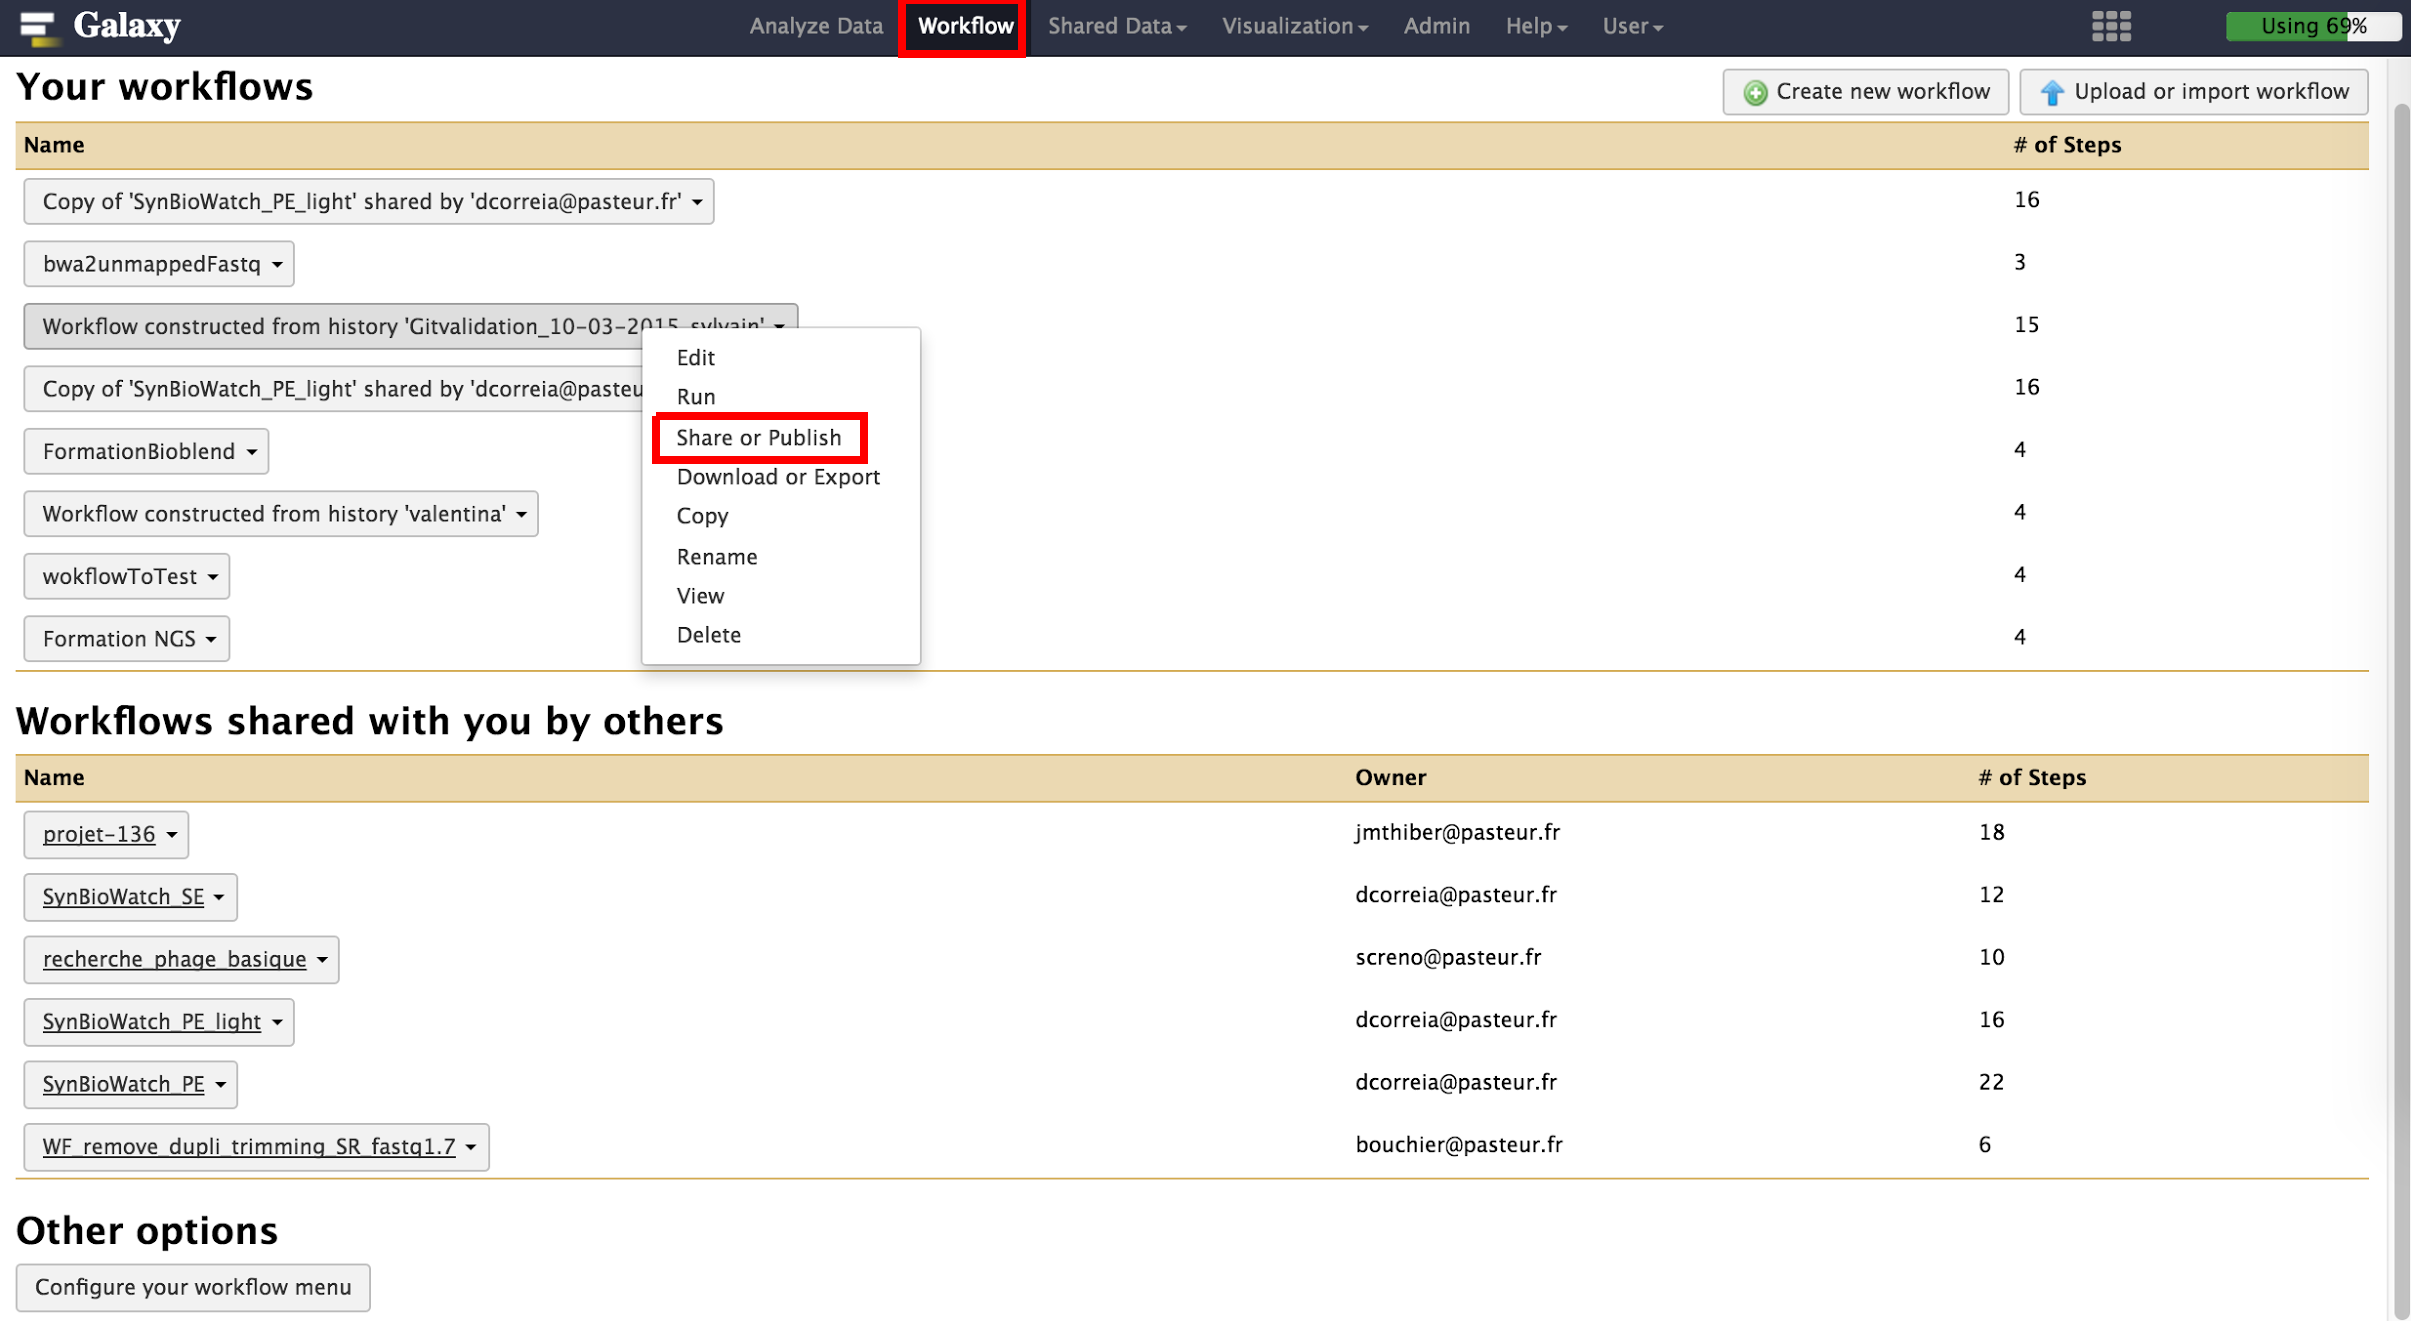 Galaxy Analyze Data Workflow Shared Data Visualization Admin Help User Using 69%
Your workflows Create new workflow Upload or import workflow
Name # of Steps
Copy of 'SynBioWatch_PE_light' shared by 'dcorreia@pasteur.fr' 16
bwa2unmappedFastq 3
Workflow constructed from history 'Gitvalidation_10-03-2015_sylvain' 15
Edit
Run
Share or Publish
Download or Export
Copy
Rename
View
Delete
Copy of 'SynBioWatch_PE_light' shared by 'dcorreia@pasteu 16
FormationBioblend 4
Workflow constructed from history 'valentina' 4
wokflowToTest 4
Formation NGS 4
Workflows shared with you by others
Name Owner # of Steps
projet-136 jmthiber@pasteur.fr 18
SynBioWatch_SE dcorreia@pasteur.fr 12
recherche_phage_basique screno@pasteur.fr 10
SynBioWatch_PE_light dcorreia@pasteur.fr 16
SynBioWatch_PE dcorreia@pasteur.fr 22
WF_remove_dupli_trimming_SR_fastq1.7 bouchier@pasteur.fr 6
Other options
Configure your workflow menu